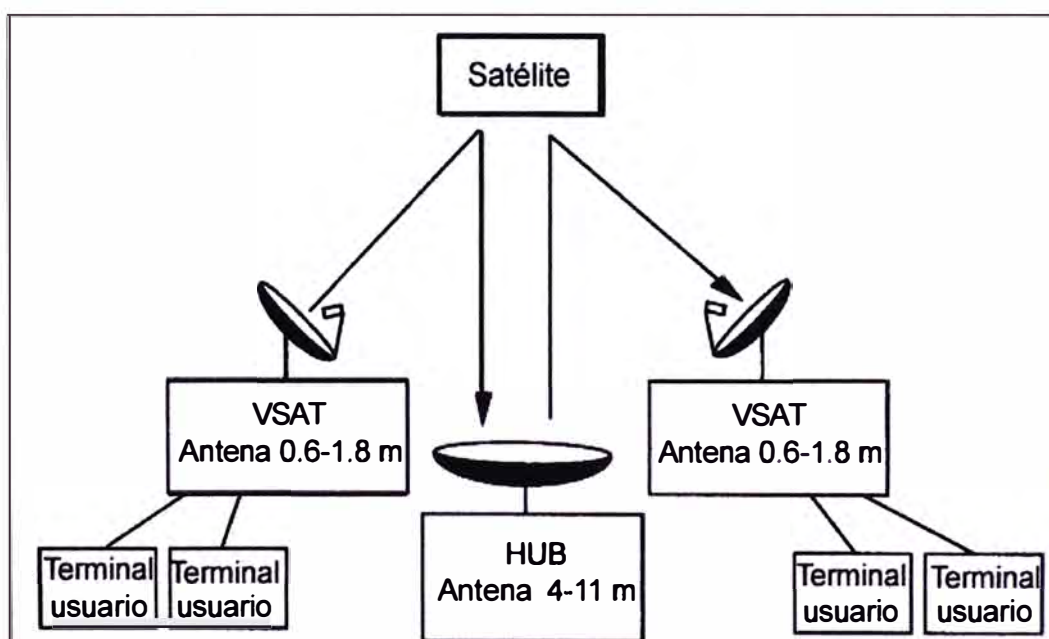 Satélite
VSAT
Antena 0.6-1.8 m
VSAT
Antena 0.6-1.8 m
HUB
Antena 4-11 m
Terminal
usuario
Terminal
usuario
Terminal
usuario
Terminal
usuario